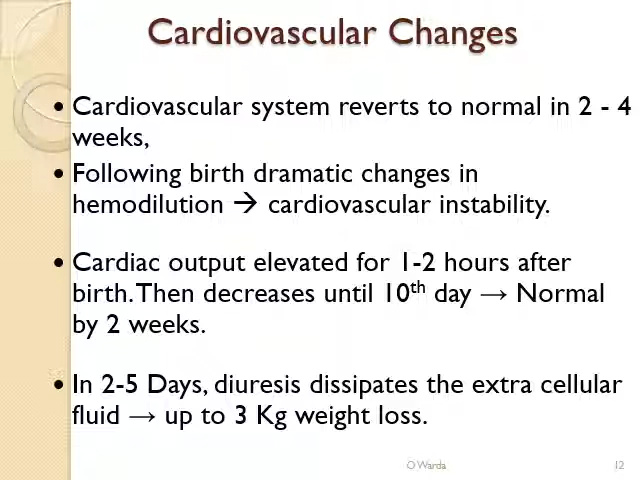 Cardiovascular Changes
• Cardiovascular system reverts to normal in 2 - 4
weeks,
• Following birth dramatic changes in
hemodilution → cardiovascular instability.
• Cardiac output elevated for 1-2 hours after
birth. Then decreases until 10th day → Normal
by 2 weeks.
• In 2-5 Days, diuresis dissipates the extra cellular
fluid → up to 3 Kg weight loss.
O Warda 12